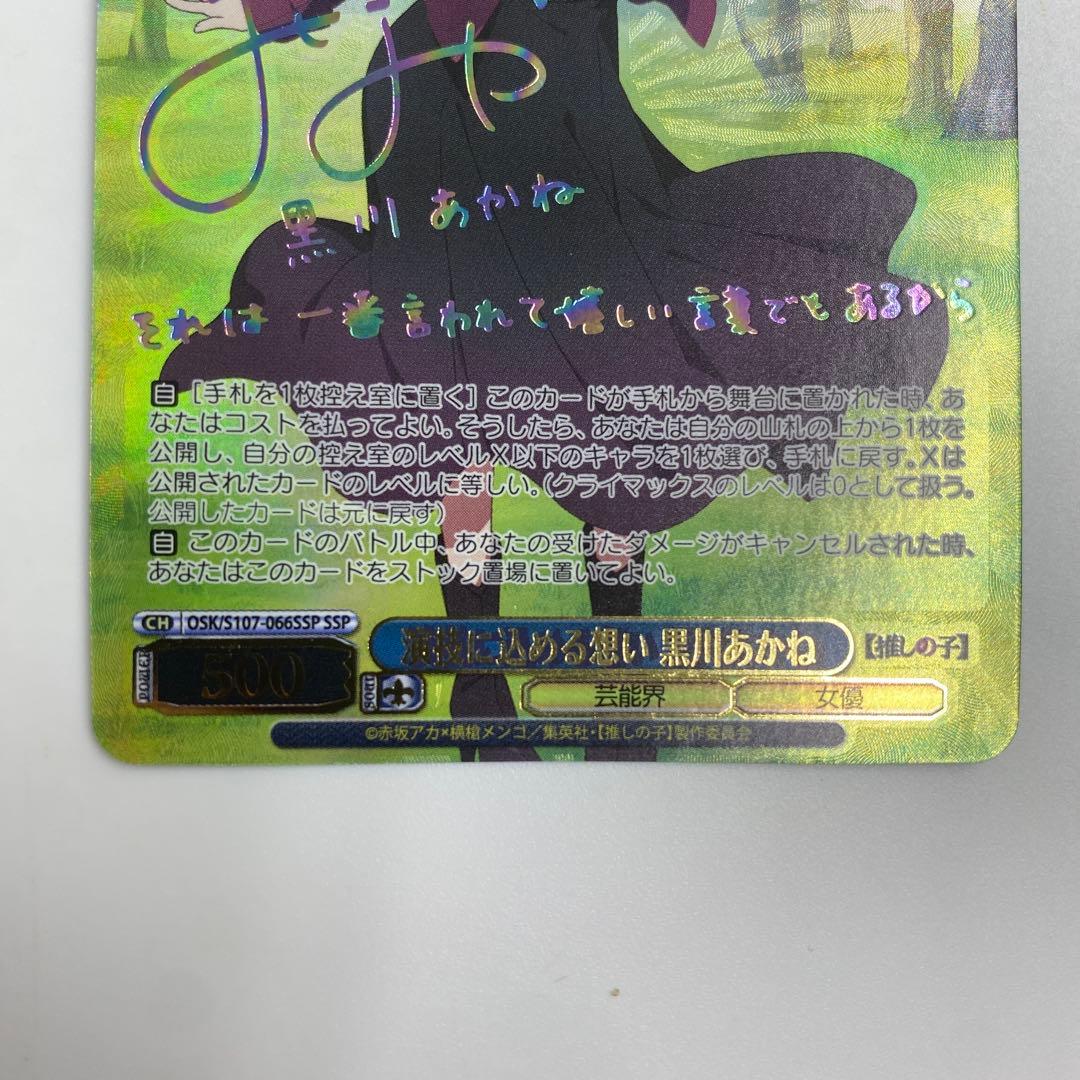 黒川あかね
それは一番言われて嬉しい言葉でもあるから
自 [手札を1枚控え室に置く] このカードが手札から舞台に置かれた時、あ
なたはコストを払ってよい。そうしたら、あなたは自分の山札の上から1枚を
公開し、自分の控え室のレベルX以下のキャラを1枚選び、手札に戻す。Xは
公開されたカードのレベルに等しい。(クライマックスのレベルは0として扱う。
公開したカードは元に戻す)
自 このカードのバトル中、あなたの受けたダメージがキャンセルされた時、
あなたはこのカードをストック置場に置いてよい。
CH OSK/S107-066SSP SSP
演技に込める想い 黒川あかね 【推しの子】
POWER 500 SOUL
芸能界 女優
©赤坂アカ×横槍メンゴ／集英社・【推しの子】製作委員会